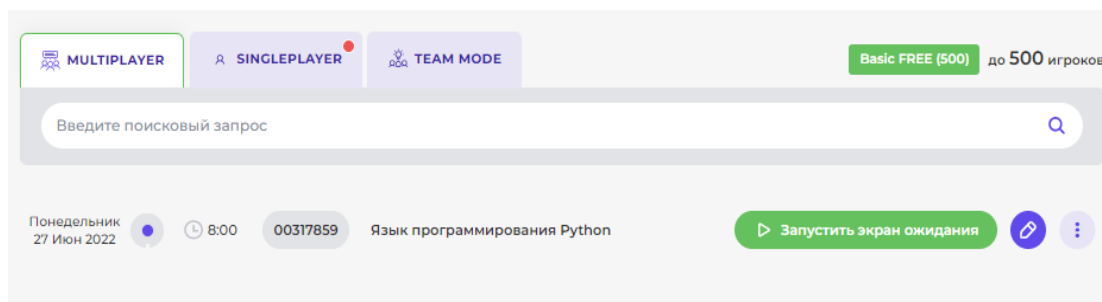 MULTIPLAYER
SINGLEPLAYER
TEAM MODE
Basic FREE (500)
до 500 игроков
Введите поисковый запрос
Понедельник
27 Июн 2022
8:00
00317859
Язык программирования Python
Запустить экран ожидания